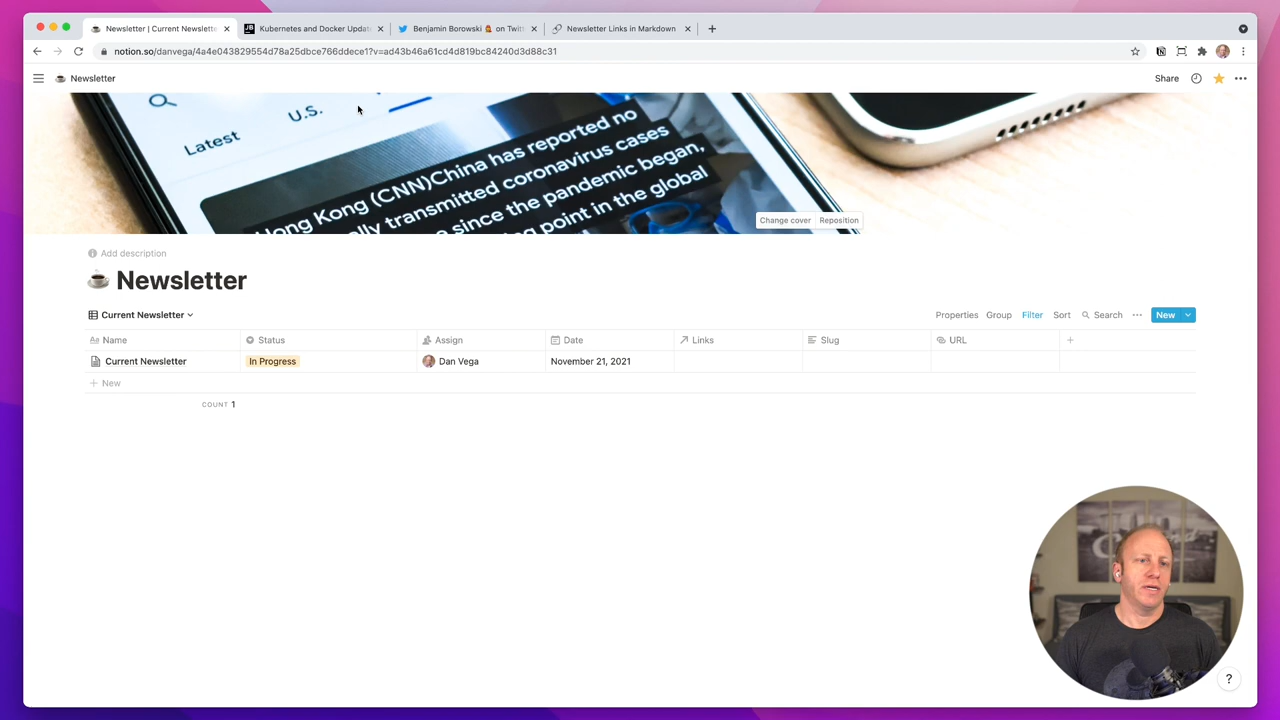 Newsletter | Current Newslette
Kubernetes and Docker Updat
Benjamin Borowski on Twit
Newsletter Links in Markdown
notion.so/danvega/4a4e043829554d78a25dbce766ddece1?v=ad43b46a61cd4d819bc84240d3d88c31
Newsletter
Share
Latest
U.S.
Hong Kong (CNN)China has reported no
transmitted coronavirus cases
since the pandemic began,
point in the global
Change cover Reposition
Add description
Newsletter
Current Newsletter
Properties Group Filter Sort Search New
Name Status Assign Date Links Slug URL
Current Newsletter In Progress Dan Vega November 21, 2021
New
COUNT 1
?